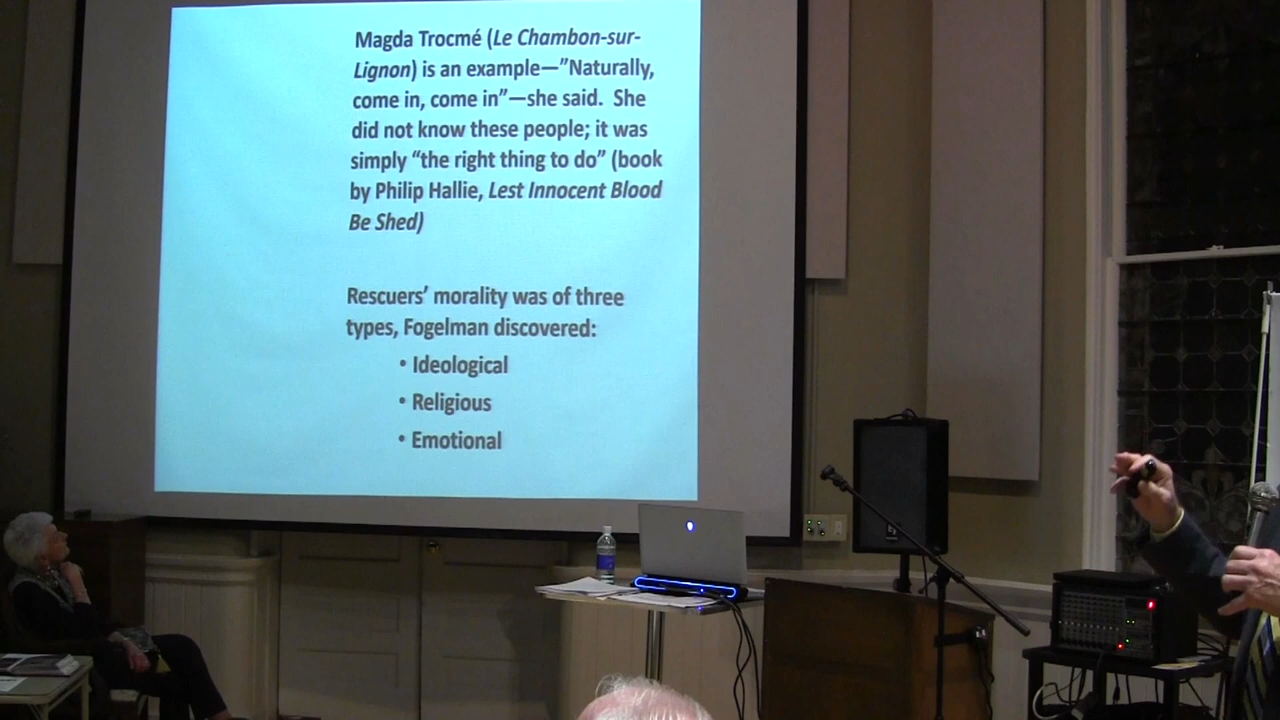 Magda Trocmé (Le Chambon-sur-
Lignon) is an example—”Naturally,
come in, come in”—she said. She
did not know these people; it was
simply “the right thing to do” (book
by Philip Hallie, Lest Innocent Blood
Be Shed)
Rescuers’ morality was of three
types, Fogelman discovered:
• Ideological
• Religious
• Emotional